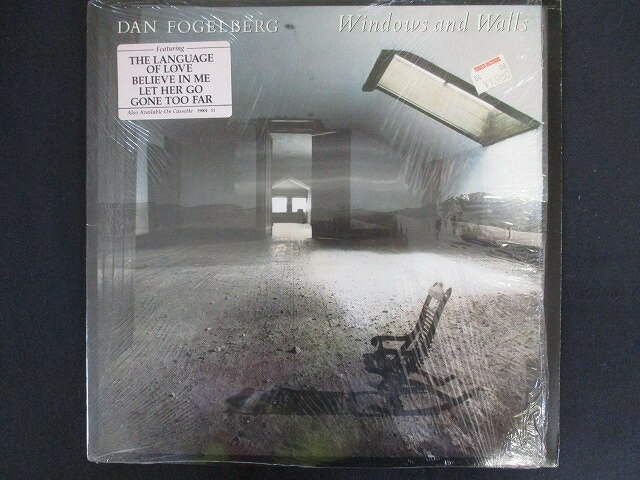 DAN FOGELBERG
Windows and Walls
Featuring
THE LANGUAGE
OF LOVE
BELIEVE IN ME
LET HER GO
GONE TOO FAR
Also Available On Cassette